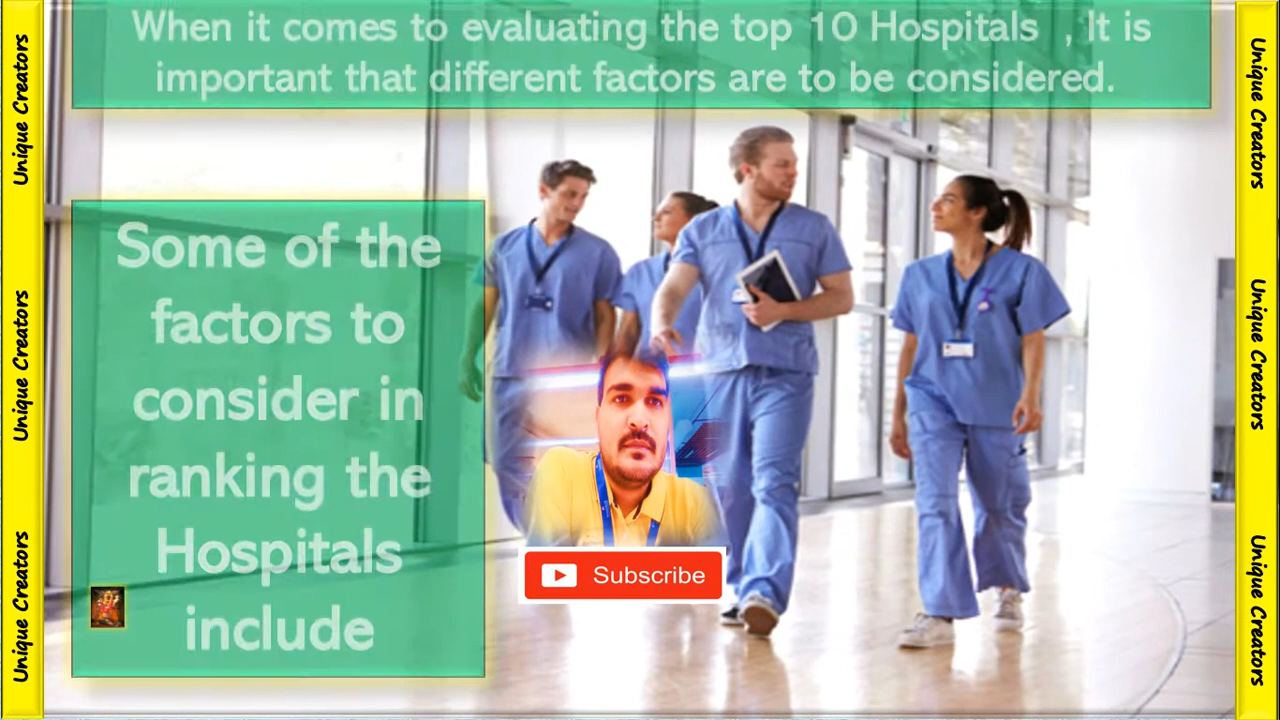 When it comes to evaluating the top 10 Hospitals , It is
important that different factors are to be considered.
Some of the
factors to
consider in
ranking the
Hospitals
include
Subscribe
Unique Creators
Unique Creators
Unique Creators
Unique Creators
Unique Creators
Unique Creators